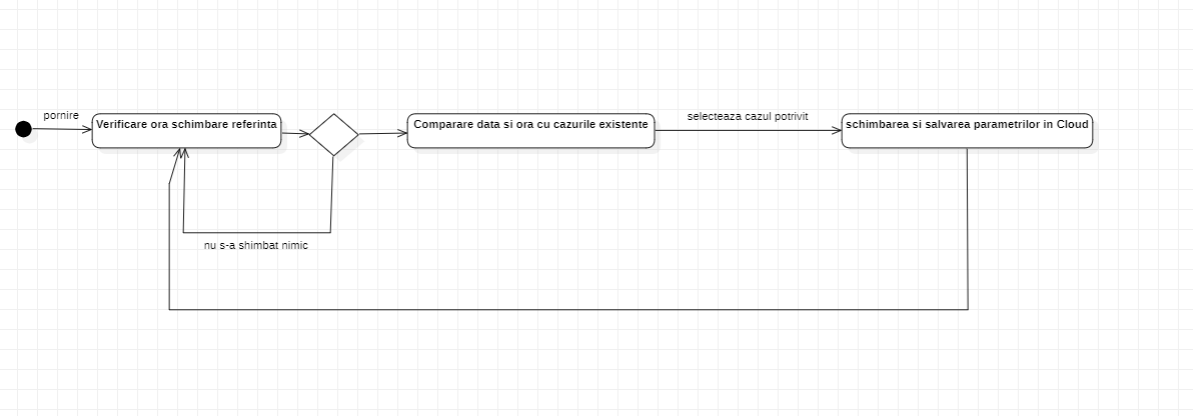 pornire
Verificare ora schimbare referinta
Comparare data si ora cu cazurile existente
selecteaza cazul potrivit
schimbarea si salvarea parametrilor in Cloud
nu s-a shimbat nimic